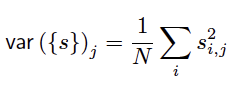 var ({s})_j = \frac{1}{N} \sum_i s_{i,j}^2